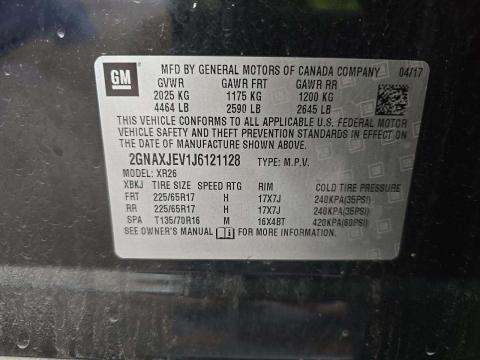 GM
MFD BY GENERAL MOTORS OF CANADA COMPANY 04/17
GVWR GAWR FRT GAWR RR
2025 KG 1175 KG 1200 KG
4464 LB 2590 LB 2645 LB
THIS VEHICLE CONFORMS TO ALL APPLICABLE U.S. FEDERAL MOTOR
VEHICLE SAFETY, BUMPER, AND THEFT PREVENTION STANDARDS
IN EFFECT ON
THE DATE OF MANUFACTURE SHOWN ABOVE.
2GNAXJEV1J6121128 TYPE: M.P.V.
MODEL: XR26
XBKJ TIRE SIZE SPEED RTG RIM COLD TIRE PRESSURE
FRT 225/65R17 H 17X7J 240KPA(35PSI)
RR 225/65R17 H 17X7J 240KPA(35PSI)
SPA T135/70R16 M 16X4BT 420KPA(60PSI)
SEE OWNER'S MANUAL FOR MORE INFORMATION.